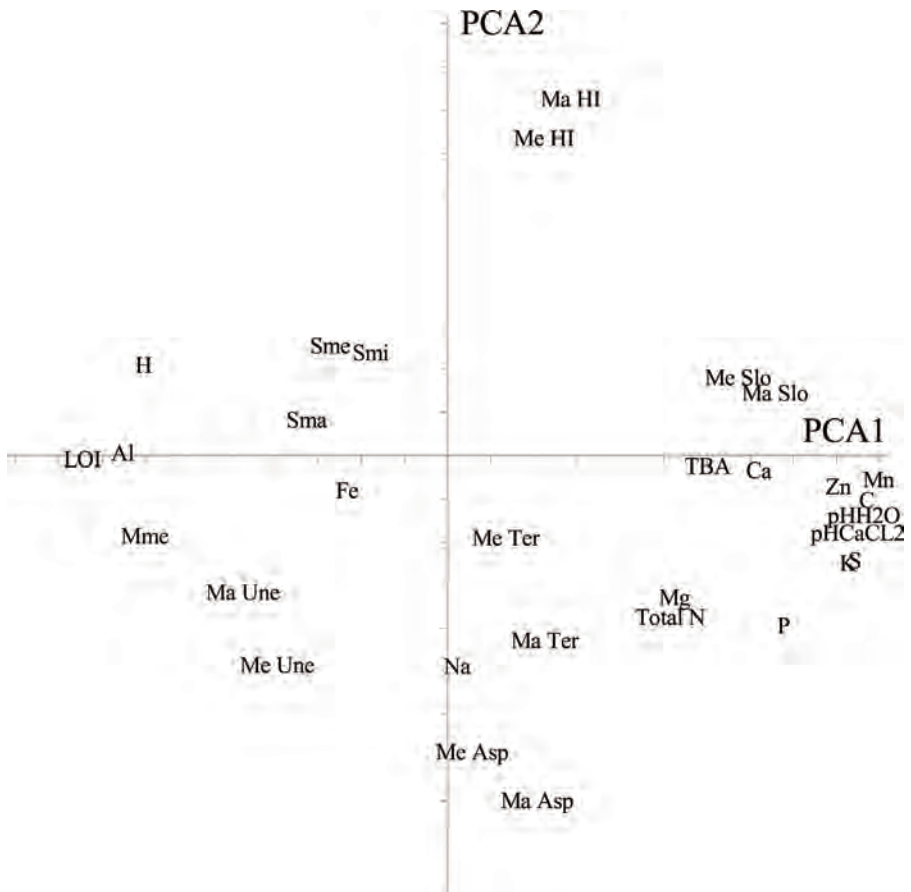 PCA2
Ma HI
Me HI
Sme
Smi
H
Me Slo
Ma Slo
Sma
PCA1
LOI
Al
TBA
Ca
Mn
Zn
Fe
C
pHH2O
Mme
Me Ter
pHCaCL2
K
S
Ma Une
Mg
Total N
P
Ma Ter
Me Une
Na
Me Asp
Ma Asp